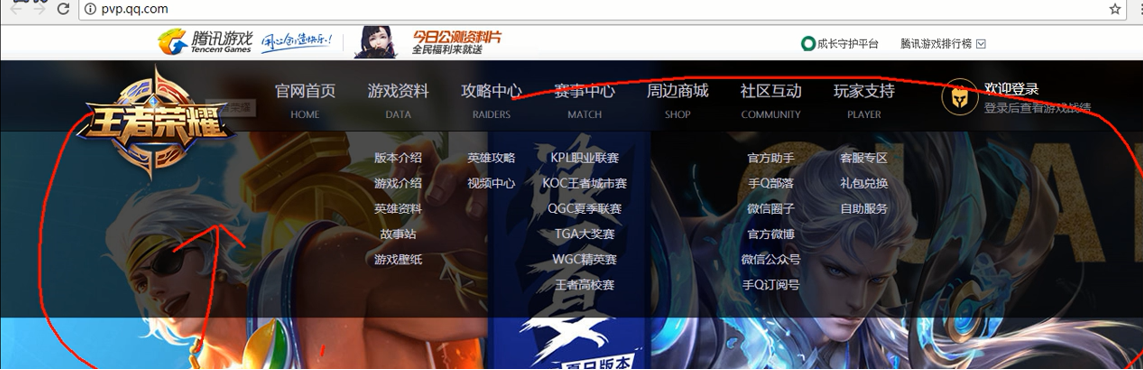 pvp.qq.com
腾讯游戏 Tencent Games 用心创造快乐! 今日公测资料片 全民福利来就送 成长守护平台 腾讯游戏排行榜
王者荣耀 官网首页 游戏资料 攻略中心 赛事中心 周边商城 社区互动 玩家支持 欢迎登录
HOME DATA RAIDERS MATCH SHOP COMMUNITY PLAYER 登录后查看游戏战绩
版本介绍 英雄攻略 KPL职业联赛 官方助手 客服专区
游戏介绍 视频中心 KOC王者城市赛 手Q部落 礼包兑换
英雄资料 QGC夏季联赛 微信圈子 自助服务
故事站 TGA大奖赛 官方微博
游戏壁纸 WGC精英赛 微信公众号
王者高校赛 手Q订阅号
夏日版本